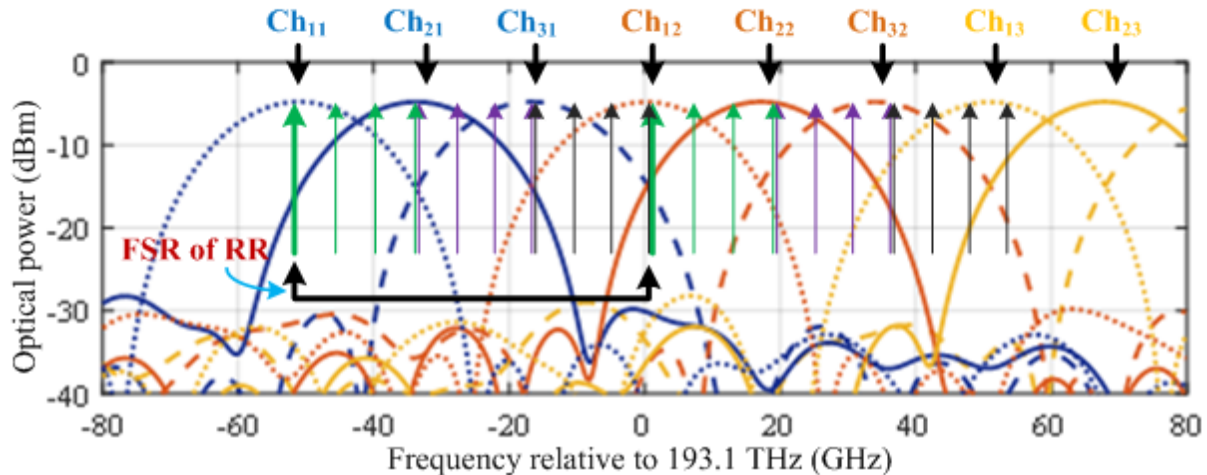 Ch11 Ch21 Ch31 Ch12 Ch22 Ch32 Ch13 Ch23
0
-10
-20
-30
-40
Optical power (dBm)
FSR of RR
-80 -60 -40 -20 0 20 40 60 80
Frequency relative to 193.1 THz (GHz)